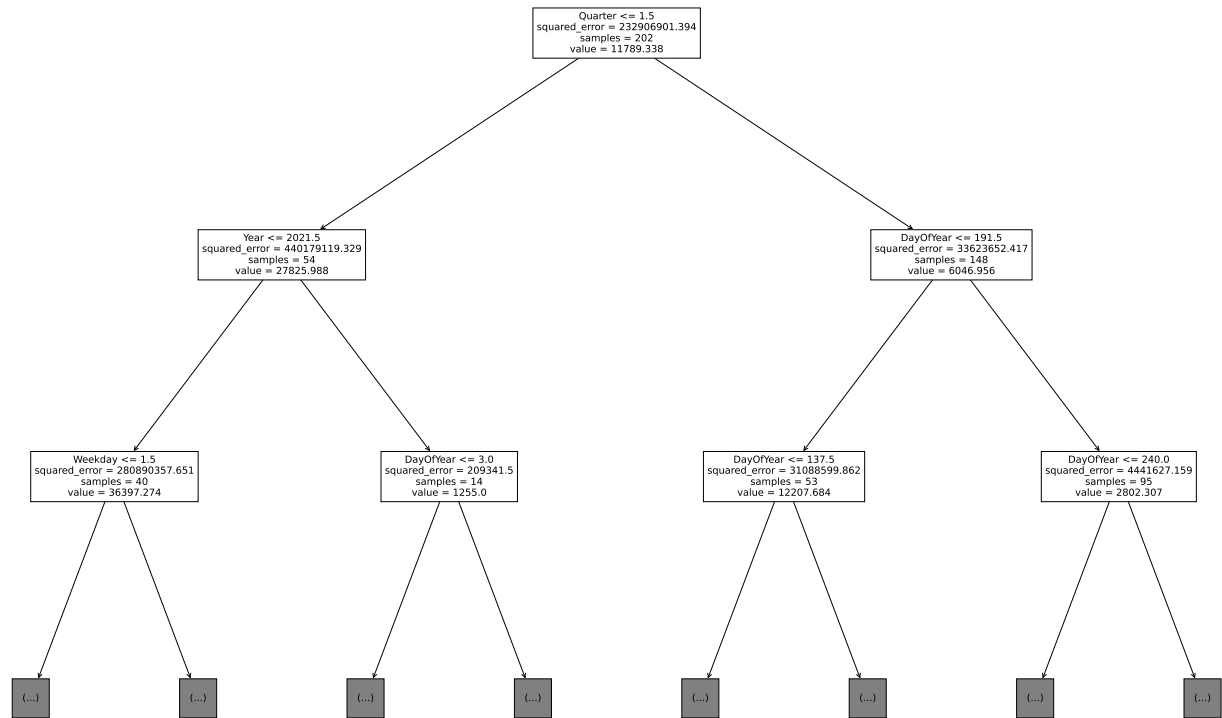 Quarter <= 1.5
squared_error = 232906901.394
samples = 202
value = 11789.338
Year <= 2021.5
squared_error = 440179119.329
samples = 54
value = 27825.988
DayOfYear <= 191.5
squared_error = 33623652.417
samples = 148
value = 6046.956
Weekday <= 1.5
squared_error = 280890357.651
samples = 40
value = 36397.274
DayOfYear <= 3.0
squared_error = 209341.5
samples = 14
value = 1255.0
DayOfYear <= 137.5
squared_error = 31088599.862
samples = 53
value = 12207.684
DayOfYear <= 240.0
squared_error = 4441627.159
samples = 95
value = 2802.307
(...)
(...)
(...)
(...)
(...)
(...)
(...)
(...)